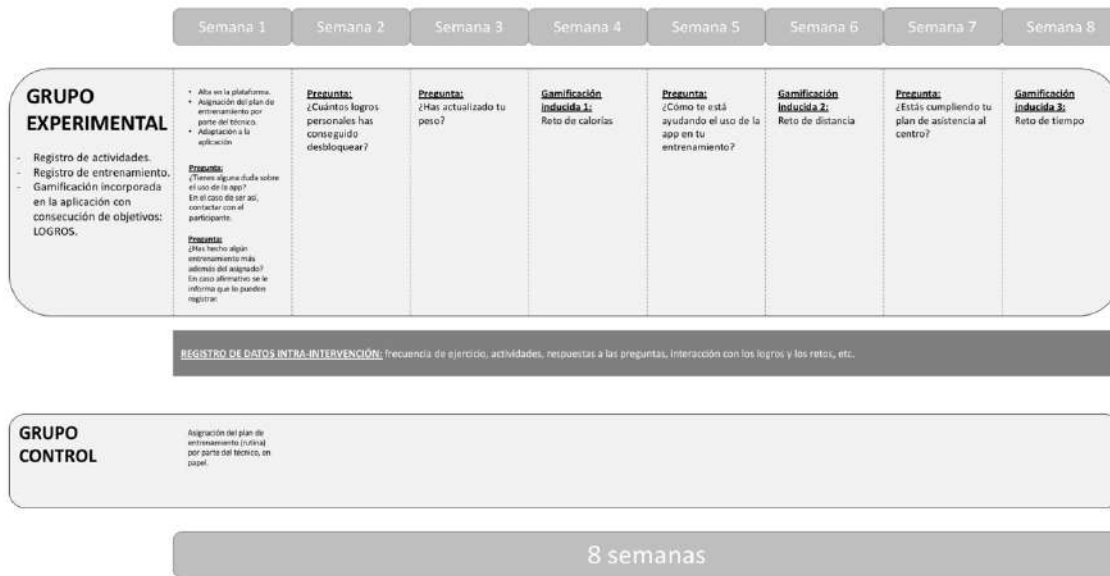 Semana 1
Semana 2
Semana 3
Semana 4
Semana 5
Semana 6
Semana 7
Semana 8
GRUPO
EXPERIMENTAL
- Registro de actividades.
- Registro de entrenamiento.
- Gamificación incorporada
en la aplicación con
consecución de objetivos:
LOGROS.
• Alta en la plataforma.
• Asignación del plan de
entrenamiento por
parte del técnico.
• Adaptación a la
aplicación
Pregunta:
¿Tienes alguna duda sobre
el uso de la app?
En el caso de ser así,
contactar con el
participante.
Pregunta:
¿Has hecho algún
entrenamiento más
además del asignado?
En caso afirmativo se le
informa que lo pueden
registrar.
Pregunta:
¿Cuántos logros
personales has
conseguido
desbloquear?
Pregunta:
¿Has actualizado tu
peso?
Gamificación
inducida 1:
Reto de calorías
Pregunta:
¿Cómo te está
ayudando el uso de la
app en tu
entrenamiento?
Gamificación
inducida 2:
Reto de distancia
Pregunta:
¿Estás cumpliendo tu
plan de asistencia al
centro?
Gamificación
inducida 3:
Reto de tiempo
REGISTRO DE DATOS INTRA-INTERVENCIÓN: frecuencia de ejercicio, actividades, respuestas a las preguntas, interacción con los logros y los retos, etc.
GRUPO
CONTROL
Asignación del plan de
entrenamiento (rutina)
por parte del técnico, en
papel.
8 semanas